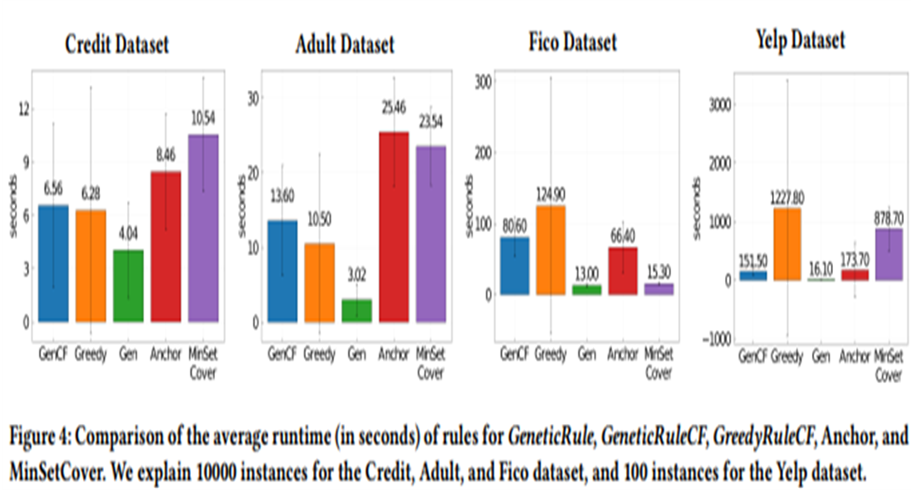 Credit Dataset
Adult Dataset
Fico Dataset
Yelp Dataset
seconds
12
9
6
3
0
6.56
6.28
4.04
8.46
10.54
GenCF Greedy Gen Anchor MinSet
Cover
seconds
30
20
10
0
13.60
10.50
3.02
25.46
23.54
GenCF Greedy Gen Anchor MinSet
Cover
seconds
300
200
100
0
80.60
124.90
13.00
66.40
15.30
GenCF Greedy Gen Anchor MinSet
Cover
seconds
3000
2000
1000
0
−1000
151.50
1227.80
16.10
173.70
878.70
GenCF Greedy Gen Anchor MinSet
Cover
Figure 4: Comparison of the average runtime (in seconds) of rules for GeneticRule, GeneticRuleCF, GreedyRuleCF, Anchor, and
MinSetCover. We explain 10000 instances for the Credit, Adult, and Fico dataset, and 100 instances for the Yelp dataset.